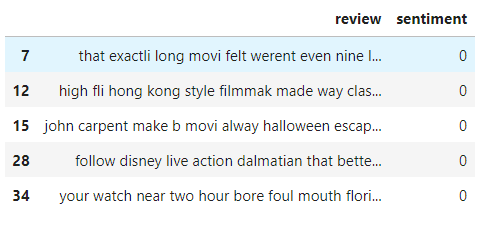 review sentiment
7 that exactli long movi felt werent even nine l... 0
12 high fli hong kong style filmmak made way clas... 0
15 john carpent make b movi alway halloween escap... 0
28 follow disney live action dalmatian that bette... 0
34 your watch near two hour bore foul mouth flori... 0